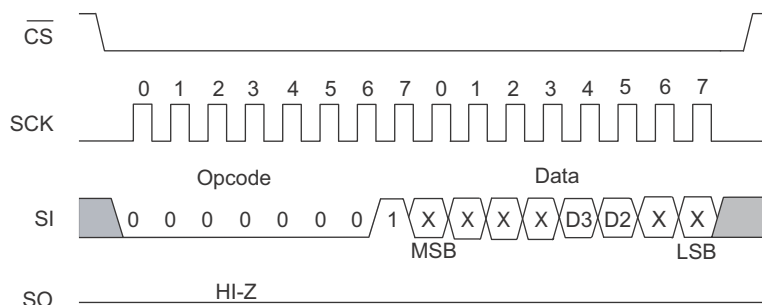 CS
0 1 2 3 4 5 6 7 0 1 2 3 4 5 6 7
SCK
Opcode Data
SI 0 0 0 0 0 0 0 1 X X X X D3 D2 X X
MSB LSB
HI-Z
SO